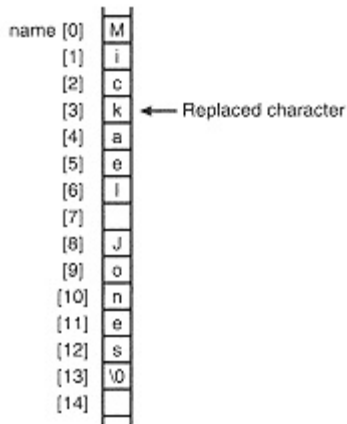 name [0] M
[1] i
[2] c
[3] k Replaced character
[4] a
[5] e
[6] l
[7]
[8] J
[9] o
[10] n
[11] e
[12] s
[13] \0
[14]